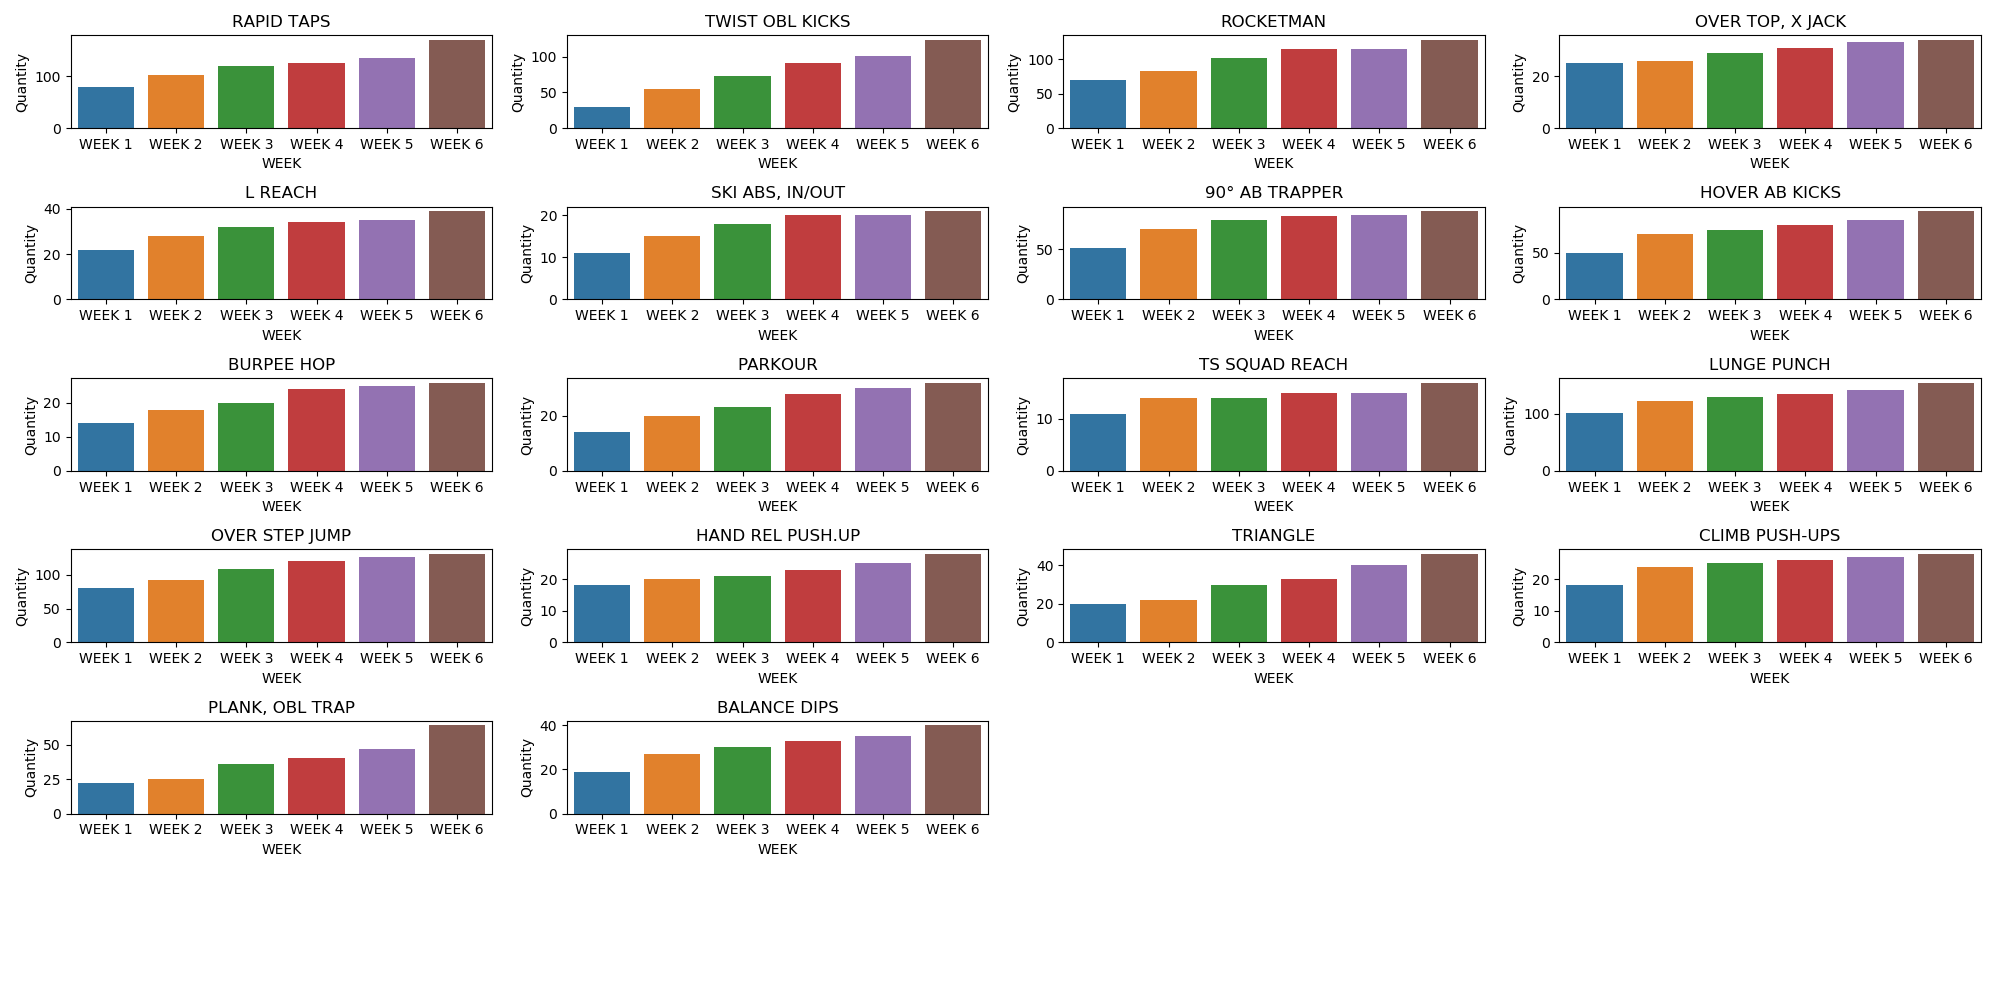 RAPID TAPS
Quantity
100
0
WEEK 1 WEEK 2 WEEK 3 WEEK 4 WEEK 5 WEEK 6
WEEK
TWIST OBL KICKS
Quantity
100
50
0
WEEK 1 WEEK 2 WEEK 3 WEEK 4 WEEK 5 WEEK 6
WEEK
ROCKETMAN
Quantity
100
50
0
WEEK 1 WEEK 2 WEEK 3 WEEK 4 WEEK 5 WEEK 6
WEEK
OVER TOP, X JACK
Quantity
20
0
WEEK 1 WEEK 2 WEEK 3 WEEK 4 WEEK 5 WEEK 6
WEEK
L REACH
Quantity
40
20
0
WEEK 1 WEEK 2 WEEK 3 WEEK 4 WEEK 5 WEEK 6
WEEK
SKI ABS, IN/OUT
Quantity
20
10
0
WEEK 1 WEEK 2 WEEK 3 WEEK 4 WEEK 5 WEEK 6
WEEK
90° AB TRAPPER
Quantity
50
0
WEEK 1 WEEK 2 WEEK 3 WEEK 4 WEEK 5 WEEK 6
WEEK
HOVER AB KICKS
Quantity
50
0
WEEK 1 WEEK 2 WEEK 3 WEEK 4 WEEK 5 WEEK 6
WEEK
BURPEE HOP
Quantity
20
10
0
WEEK 1 WEEK 2 WEEK 3 WEEK 4 WEEK 5 WEEK 6
WEEK
PARKOUR
Quantity
20
0
WEEK 1 WEEK 2 WEEK 3 WEEK 4 WEEK 5 WEEK 6
WEEK
TS SQUAD REACH
Quantity
10
0
WEEK 1 WEEK 2 WEEK 3 WEEK 4 WEEK 5 WEEK 6
WEEK
LUNGE PUNCH
Quantity
100
0
WEEK 1 WEEK 2 WEEK 3 WEEK 4 WEEK 5 WEEK 6
WEEK
OVER STEP JUMP
Quantity
100
50
0
WEEK 1 WEEK 2 WEEK 3 WEEK 4 WEEK 5 WEEK 6
WEEK
HAND REL PUSH.UP
Quantity
20
10
0
WEEK 1 WEEK 2 WEEK 3 WEEK 4 WEEK 5 WEEK 6
WEEK
TRIANGLE
Quantity
40
20
0
WEEK 1 WEEK 2 WEEK 3 WEEK 4 WEEK 5 WEEK 6
WEEK
CLIMB PUSH-UPS
Quantity
20
10
0
WEEK 1 WEEK 2 WEEK 3 WEEK 4 WEEK 5 WEEK 6
WEEK
PLANK, OBL TRAP
Quantity
50
25
0
WEEK 1 WEEK 2 WEEK 3 WEEK 4 WEEK 5 WEEK 6
WEEK
BALANCE DIPS
Quantity
40
20
0
WEEK 1 WEEK 2 WEEK 3 WEEK 4 WEEK 5 WEEK 6
WEEK